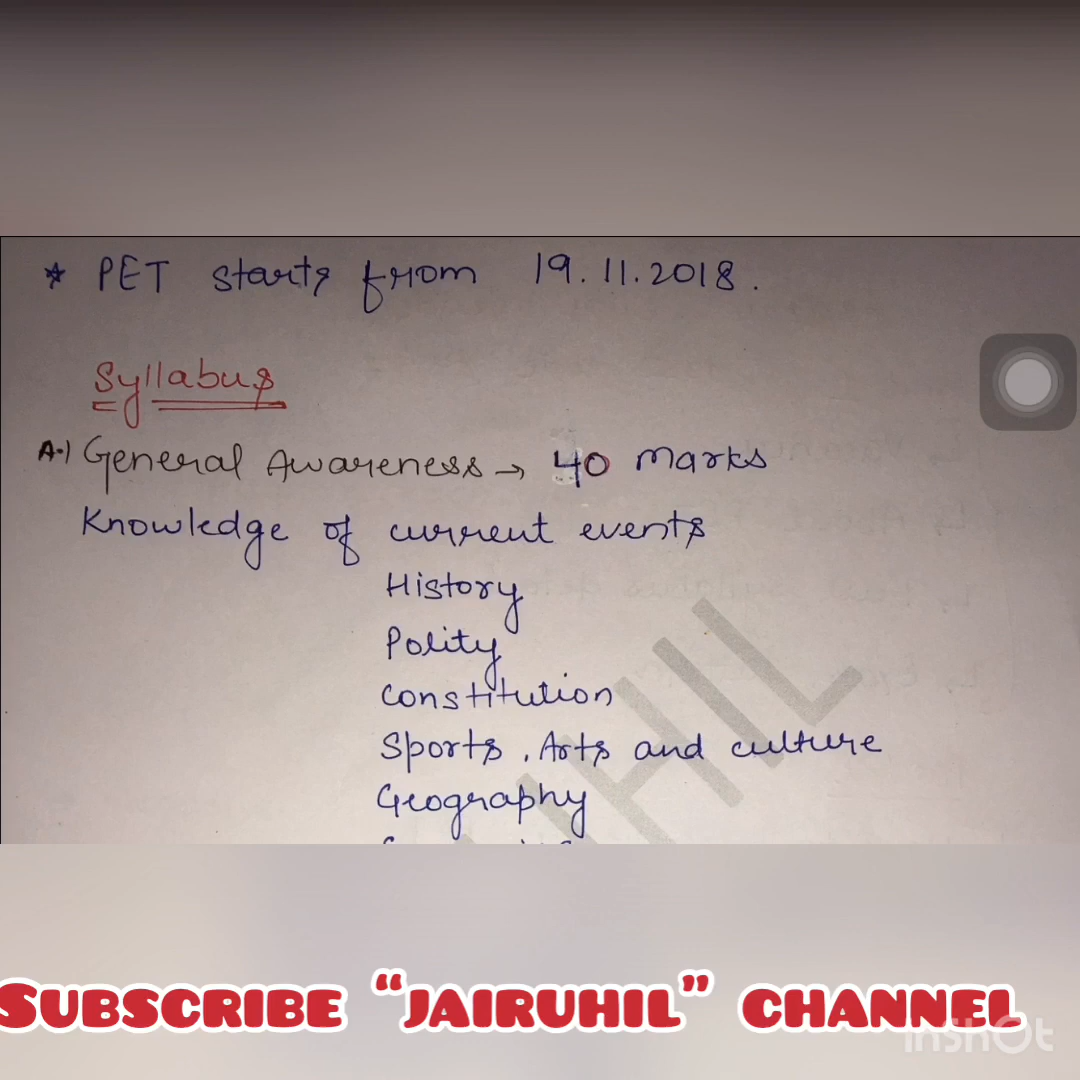 * PET starts from 19.11.2018.
Syllabus
A.) General Awareness → 40 marks
Knowledge of current events
History
Polity
Constitution
Sports, Arts and culture
Geography
UHIL
SUBSCRIBE “JAIRUHIL” CHANNEL
InShOt